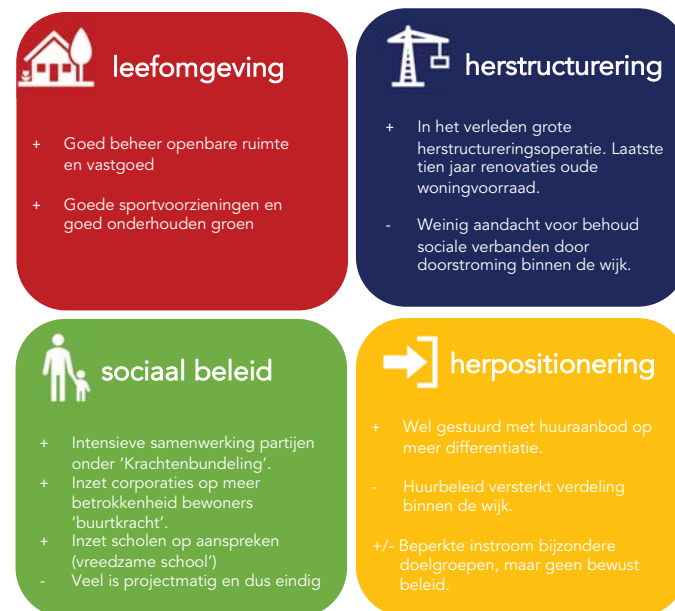 leefomgeving
+ Goed beheer openbare ruimte
en vastgoed
+ Goede sportvoorzieningen en
goed onderhouden groen
herstructurering
+ In het verleden grote
herstructureringsoperatie. Laatste
tien jaar renovaties oude
woningvoorraad.
- Weinig aandacht voor behoud
sociale verbanden door
doorstroming binnen de wijk.
sociaal beleid
+ Intensieve samenwerking partijen
onder ‘Krachtenbundeling’.
+ Inzet corporaties op meer
betrokkenheid bewoners
‘buurtkracht’.
+ Inzet scholen op aanspreken
(vreedzame school’)
- Veel is projectmatig en dus eindig
herpositionering
+ Wel gestuurd met huuraanbod op
meer differentiatie.
- Huurbeleid versterkt verdeling
binnen de wijk.
+/- Beperkte instroom bijzondere
doelgroepen, maar geen bewust
beleid.